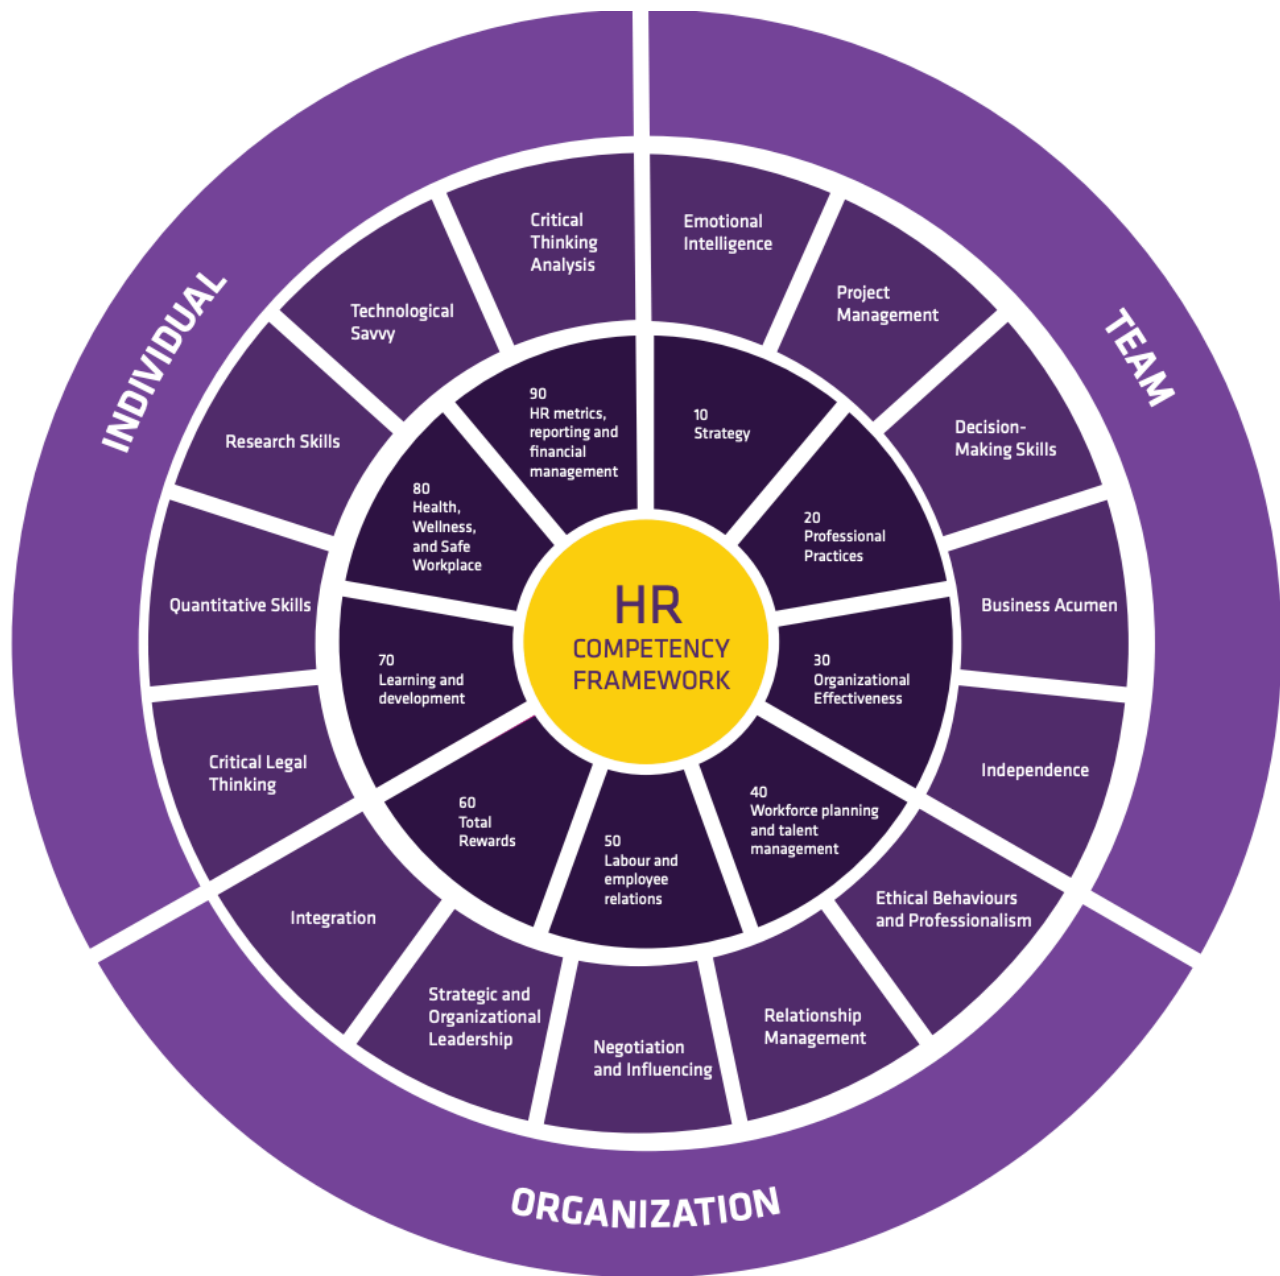 HR
COMPETENCY
FRAMEWORK
10
Strategy
20
Professional
Practices
30
Organizational
Effectiveness
40
Workforce planning
and talent
management
50
Labour and
employee
relations
60
Total
Rewards
70
Learning and
development
80
Health,
Wellness,
and Safe
Workplace
90
HR metrics,
reporting and
financial
management
Emotional
Intelligence
Project
Management
Decision-
Making Skills
Business Acumen
Independence
Ethical Behaviours
and Professionalism
Relationship
Management
Negotiation
and Influencing
Strategic and
Organizational
Leadership
Integration
Critical Legal
Thinking
Quantitative Skills
Research Skills
Technological
Savvy
Critical
Thinking
Analysis
TEAM
ORGANIZATION
INDIVIDUAL